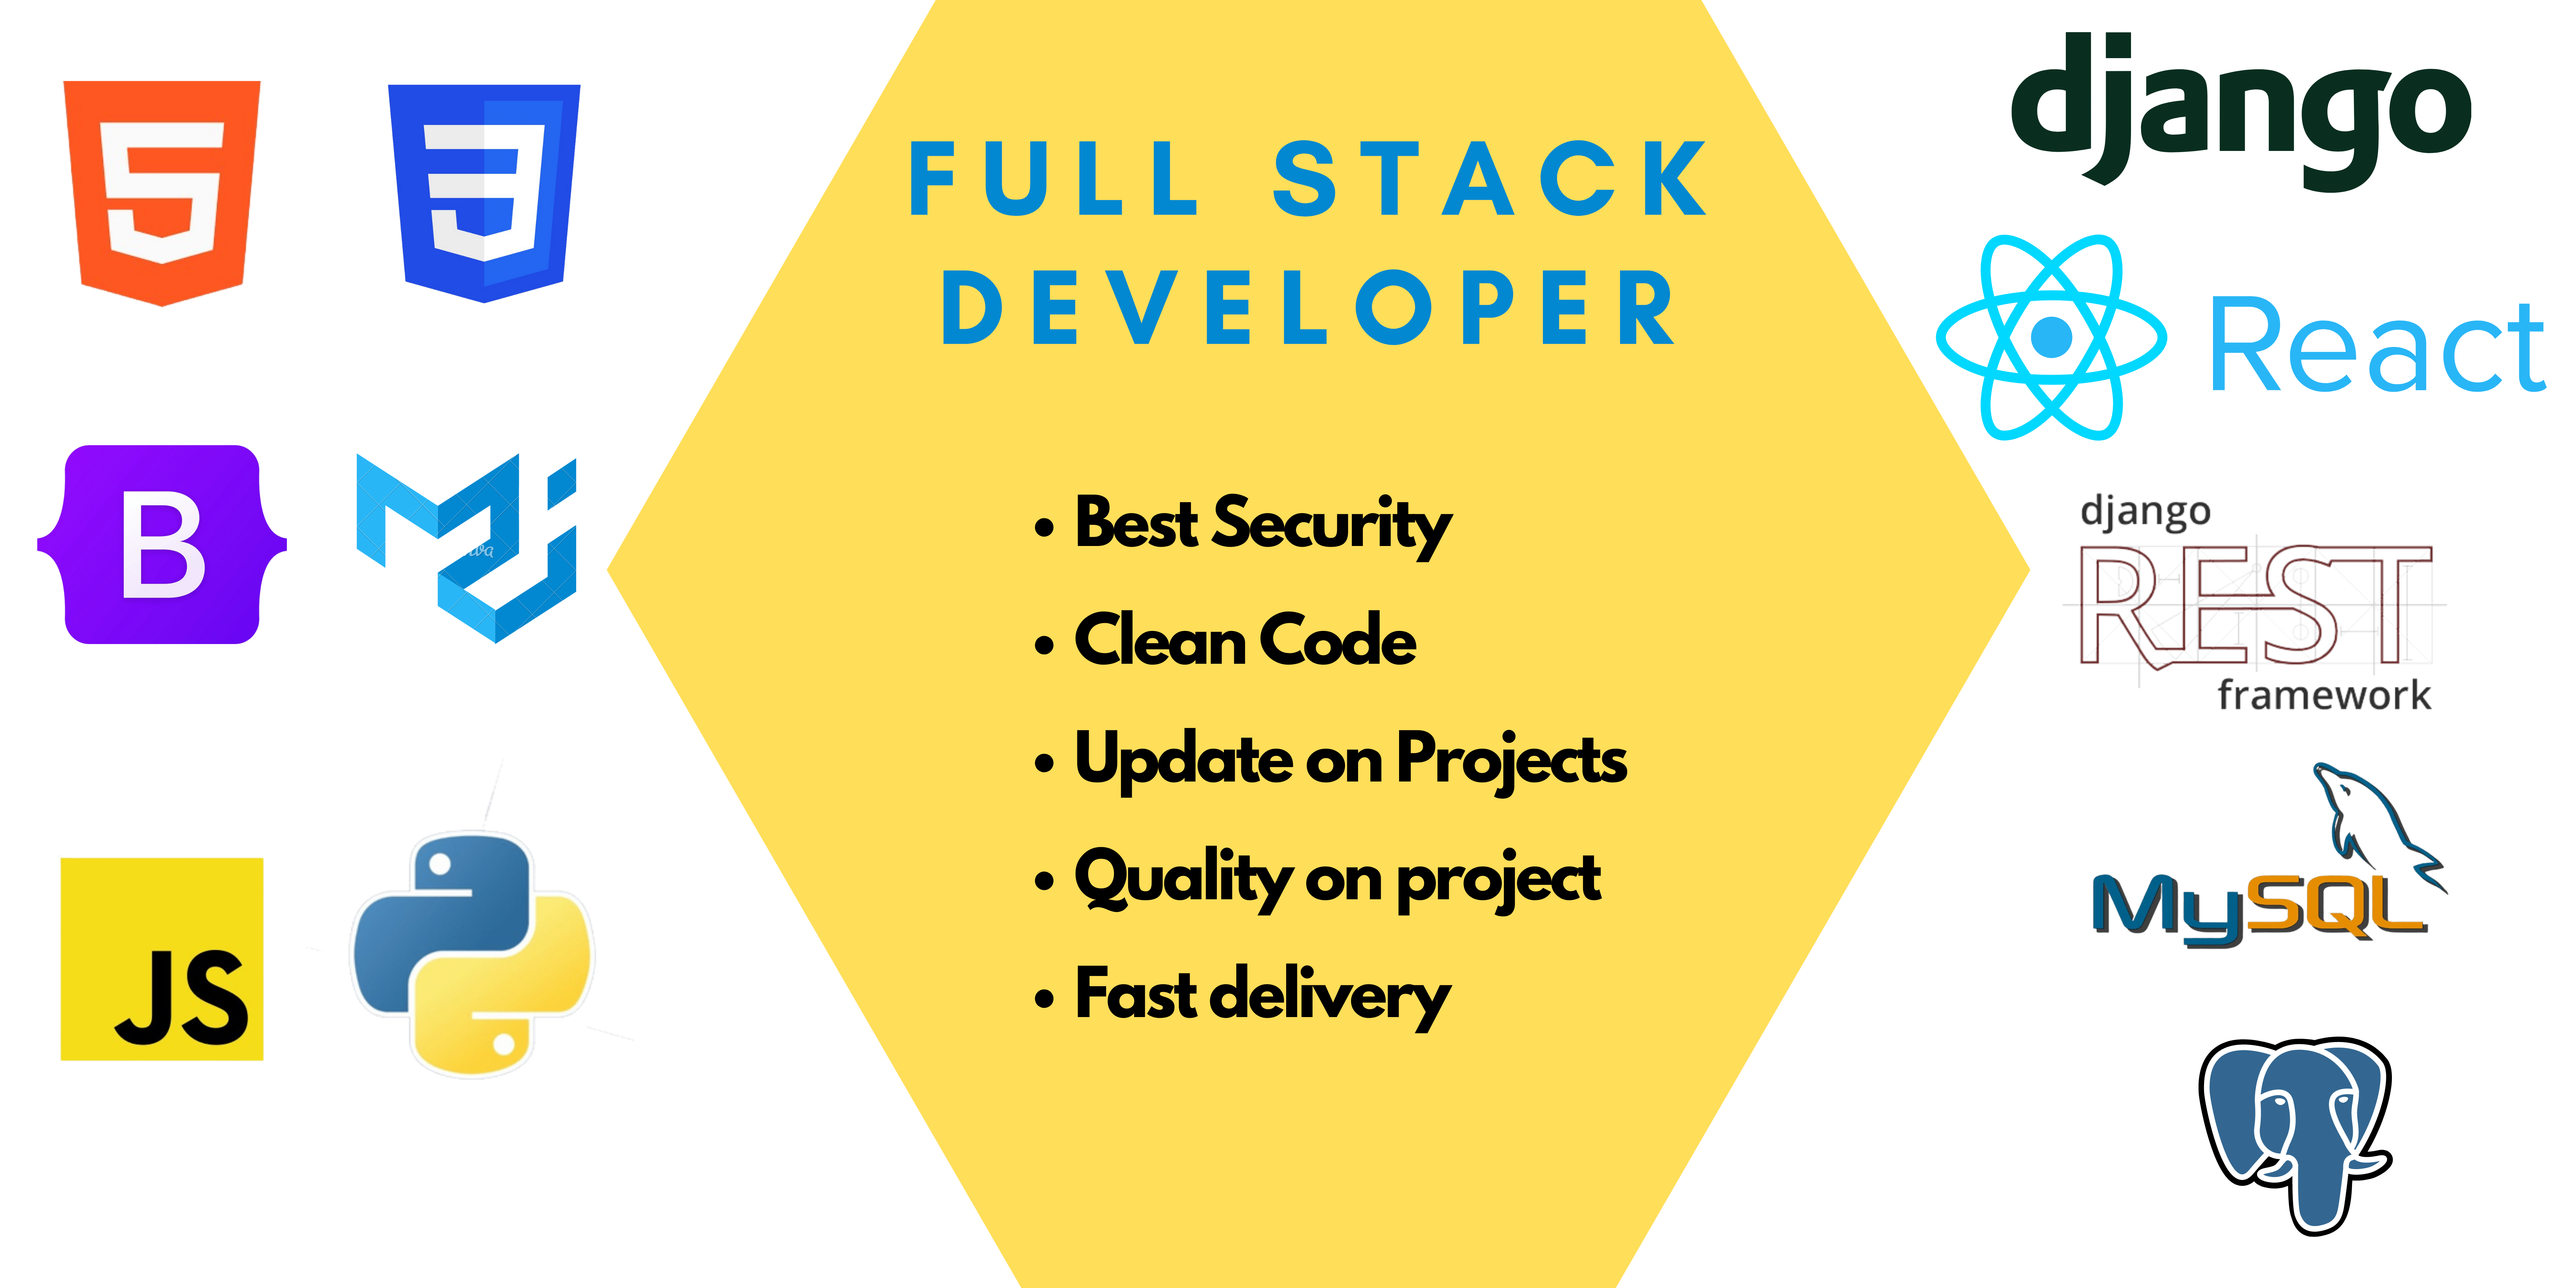 FULL STACK
DEVELOPER
• Best Security
• Clean Code
• Update on Projects
• Quality on project
• Fast delivery
5
3
B
JS
django
React
django
REST
framework
MySQL